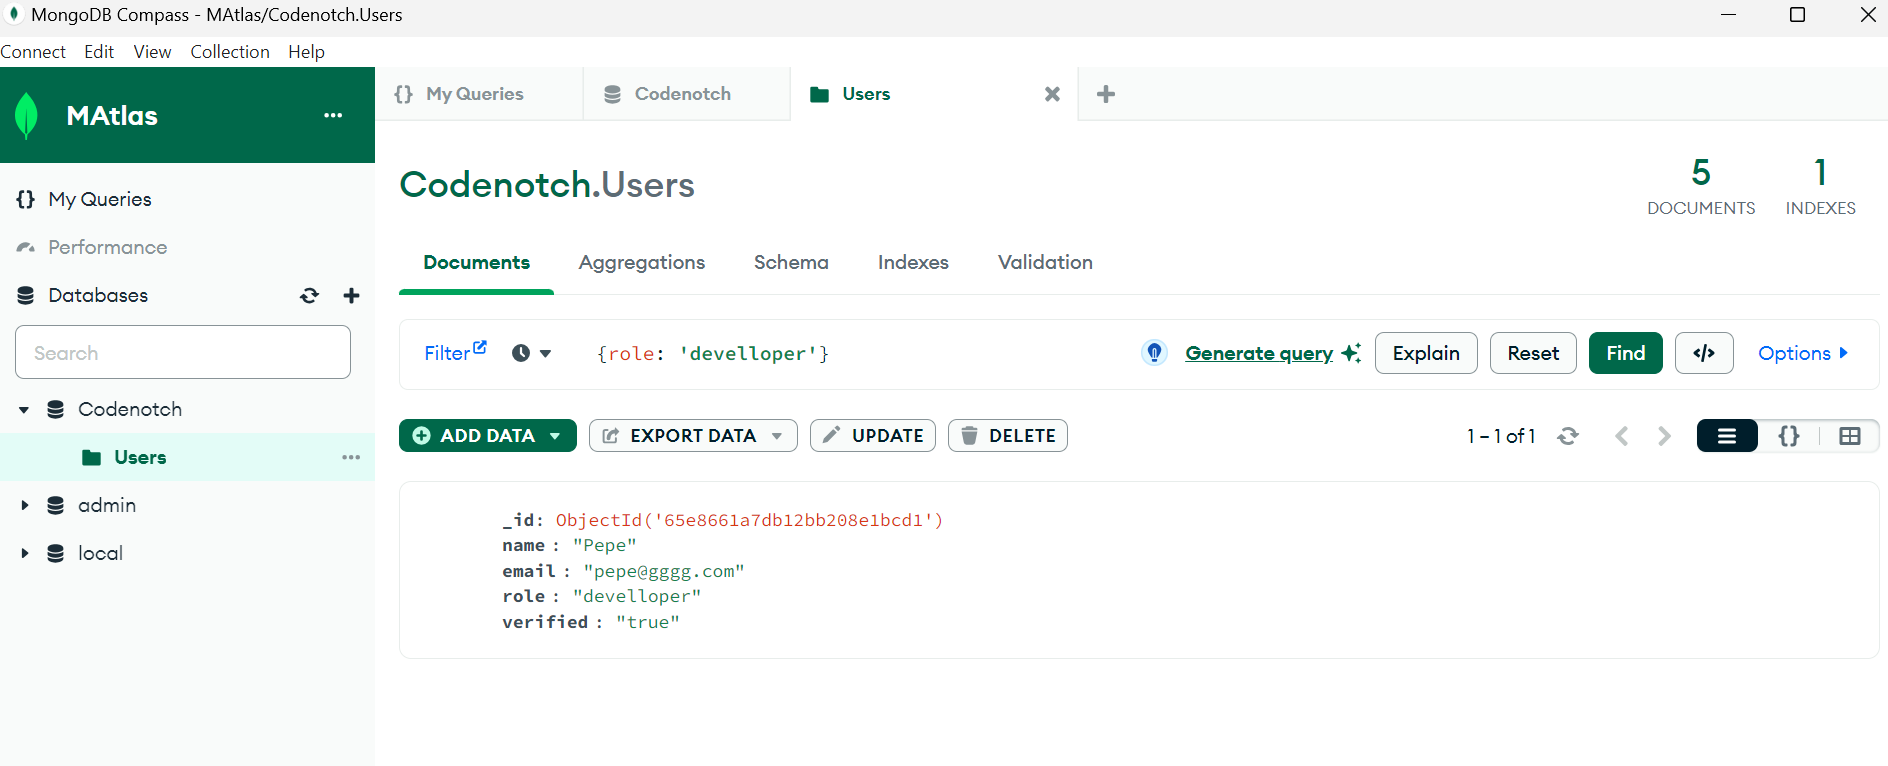 MongoDB Compass - MAtlas/Codenotch.Users
Connect Edit View Collection Help
MAtlas
My Queries
Performance
Databases
Search
Codenotch
Users
admin
local
{} My Queries Codenotch Users
Codenotch.Users
5 DOCUMENTS
1 INDEXES
Documents Aggregations Schema Indexes Validation
Filter {role: 'develloper'} Generate query Explain Reset Find </> Options
ADD DATA EXPORT DATA UPDATE DELETE 1 – 1 of 1 {}
_id: ObjectId('65e8661a7db12bb208e1bcd1')
name : "Pepe"
email : "pepe@gggg.com"
role : "develloper"
verified : "true"